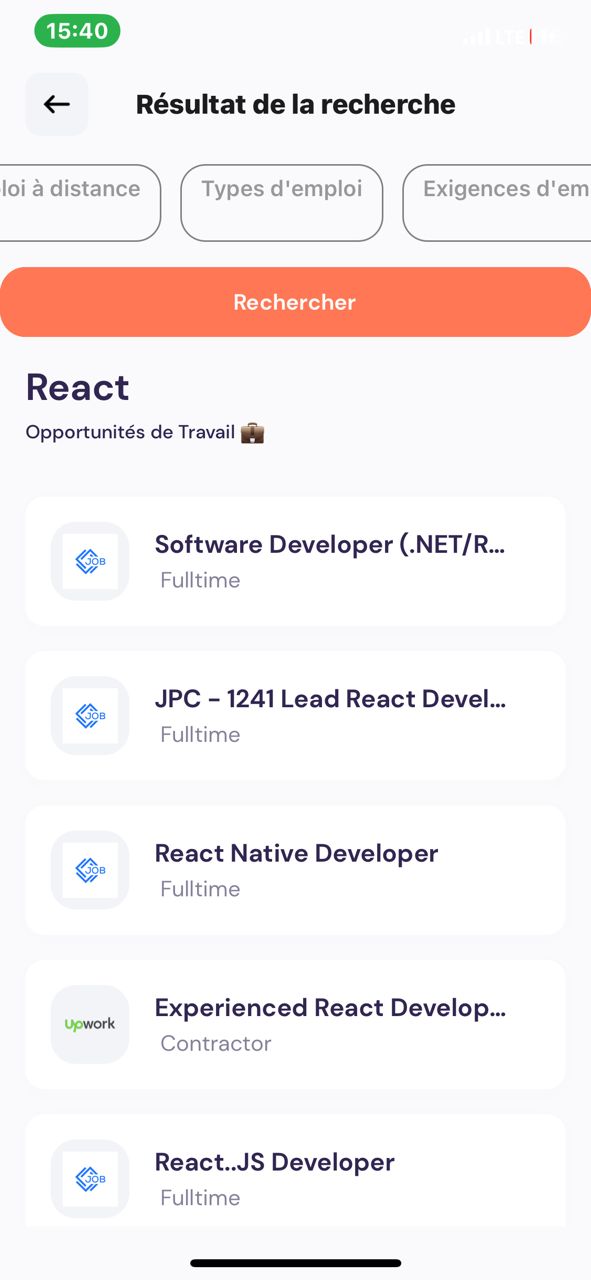 15:40
LTE
Résultat de la recherche
loi à distance
Types d'emploi
Exigences d'em
Rechercher
React
Opportunités de Travail 💼
JOB
Software Developer (.NET/R...
Fulltime
JOB
JPC - 1241 Lead React Devel...
Fulltime
JOB
React Native Developer
Fulltime
upwork
Experienced React Develop...
Contractor
JOB
React..JS Developer
Fulltime